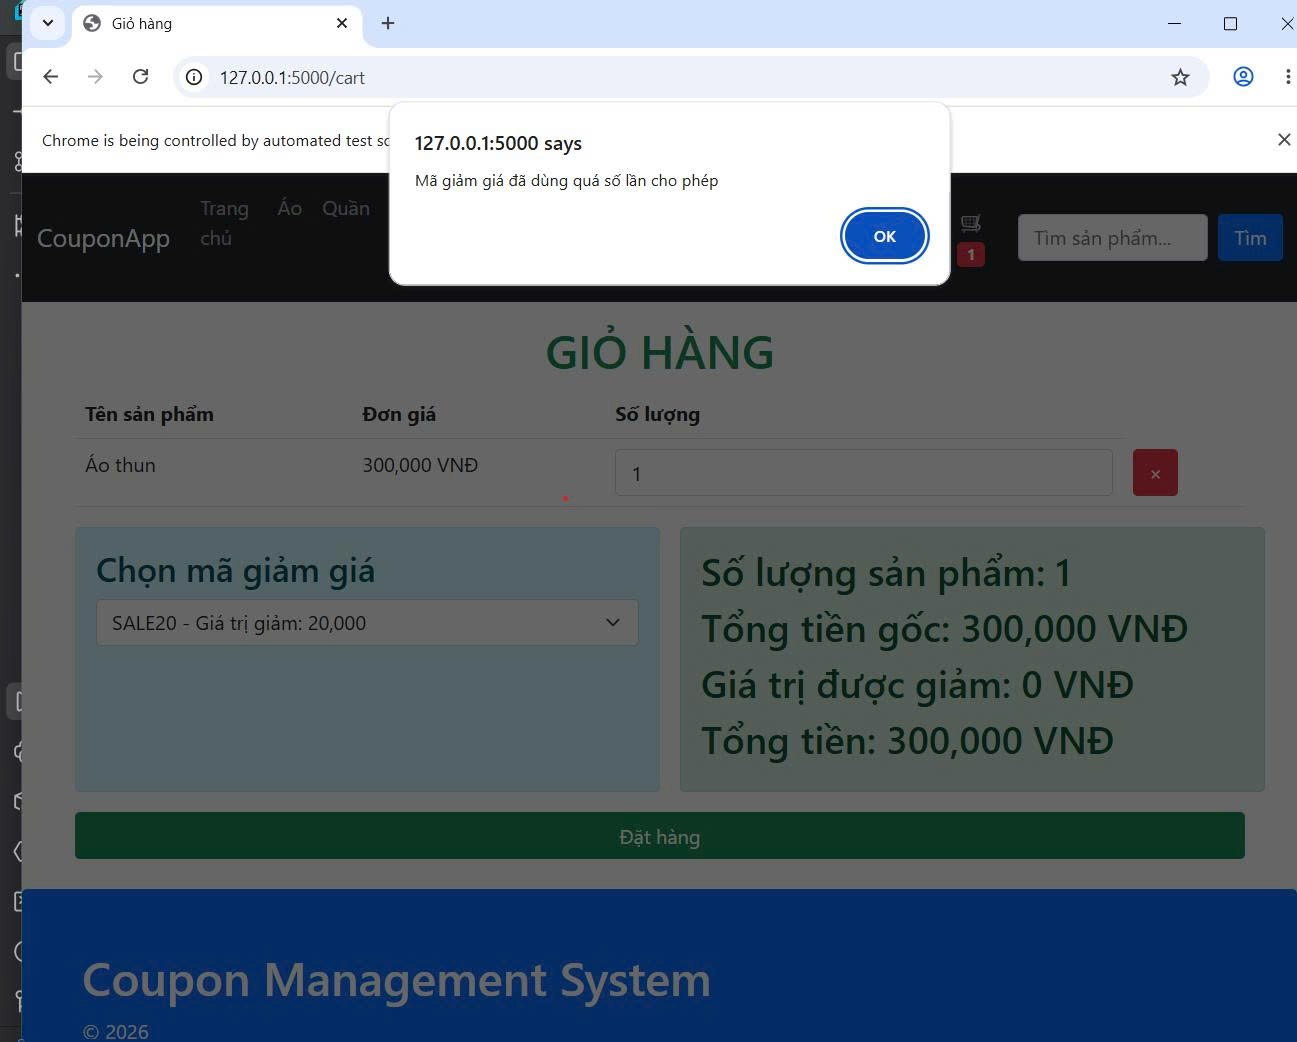 Giỏ hàng
127.0.0.1:5000/cart
Chrome is being controlled by automated test
127.0.0.1:5000 says
Mã giảm giá đã dùng quá số lần cho phép
OK
CouponApp
Trang chủ
Áo
Quần
1
Tìm sản phẩm...
Tìm
GIỎ HÀNG
Tên sản phẩm Đơn giá Số lượng
Áo thun 300,000 VNĐ 1 ×
Chọn mã giảm giá
SALE20 - Giá trị giảm: 20,000
Số lượng sản phẩm: 1
Tổng tiền gốc: 300,000 VNĐ
Giá trị được giảm: 0 VNĐ
Tổng tiền: 300,000 VNĐ
Đặt hàng
Coupon Management System
© 2026